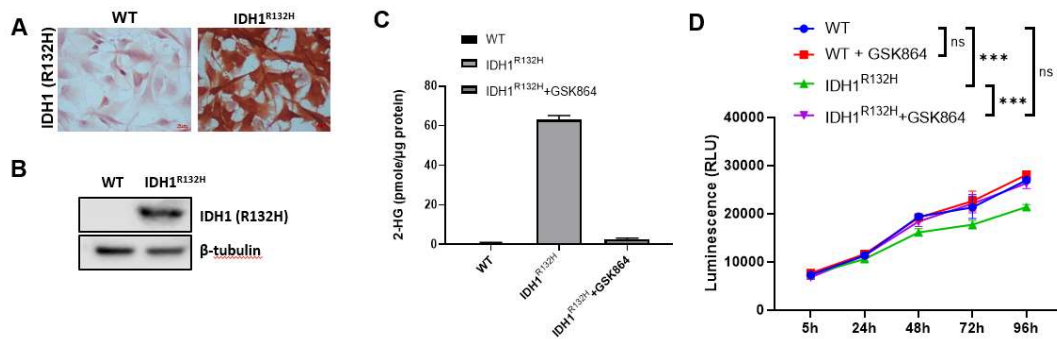 A
WT
IDH1R132H
IDH1 (R132H)
B
WT
IDH1R132H
IDH1 (R132H)
β-tubulin
C
WT
IDH1R132H
IDH1R132H+GSK864
2-HG (pmole/µg protein)
80
60
40
20
0
WT
IDH1R132H
IDH1R132H+GSK864
D
WT
WT + GSK864
IDH1R132H
IDH1R132H+GSK864
ns
***
***
ns
Luminescence (RLU)
40000
30000
20000
10000
0
5h
24h
48h
72h
96h